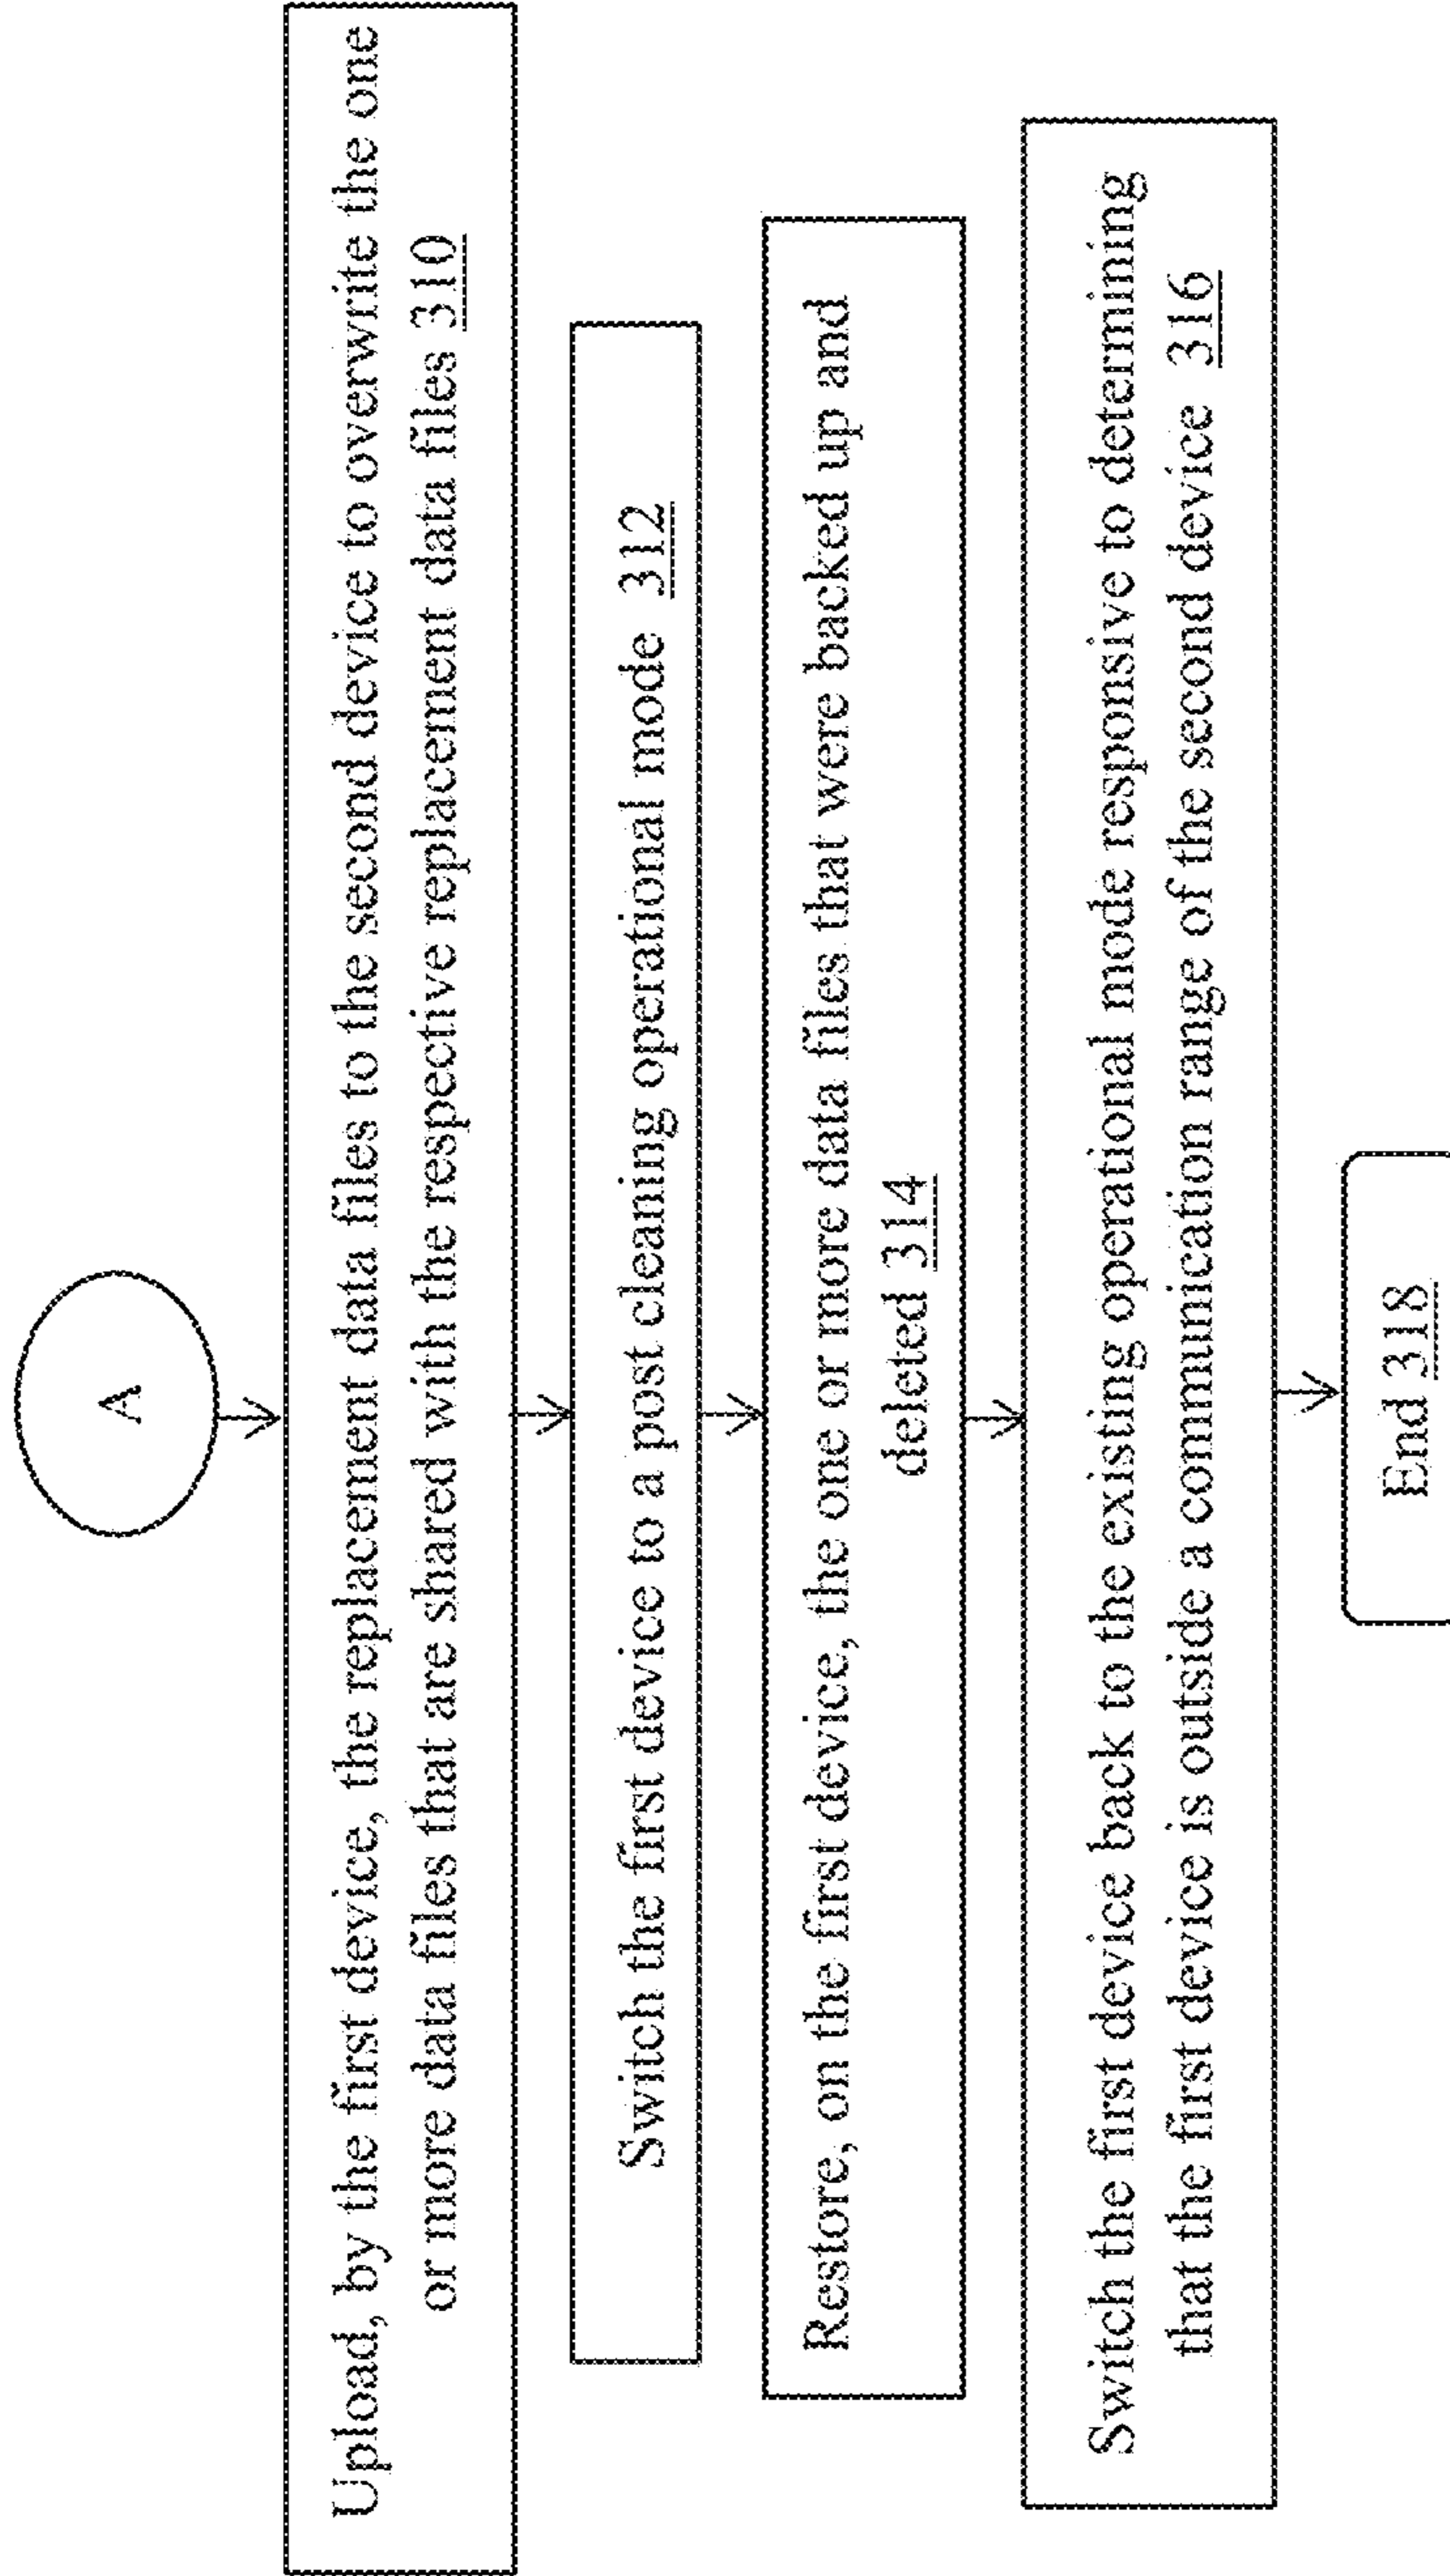 A
Upload, by the first device, the replacement data files to the second device to overwrite the one
or more data files that are shared with the respective replacement data files 310
Switch the first device to a post cleaning operational mode 312
Restore, on the first device, the one or more data files that were backed up and
deleted 314
Switch the first device back to the existing operational mode responsive to determining
that the first device is outside a communication range of the second device 316
End 318